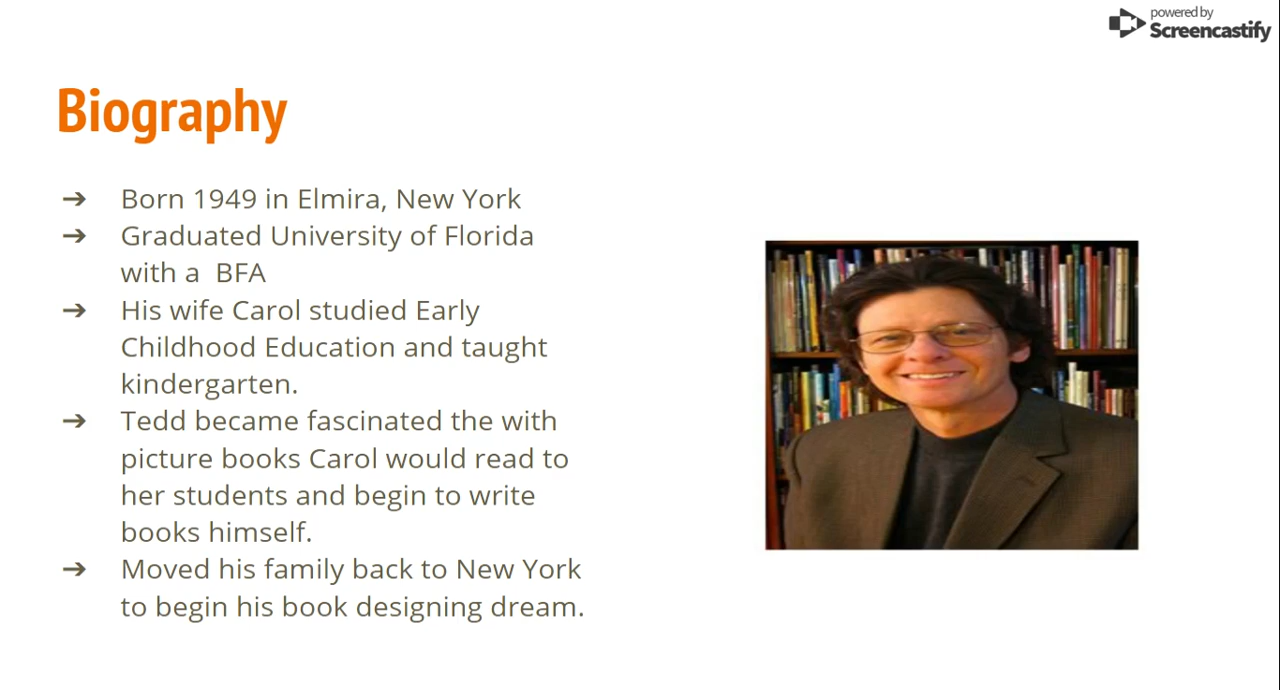 powered by
Screencastify
Biography
➔ Born 1949 in Elmira, New York
➔ Graduated University of Florida
with a  BFA
➔ His wife Carol studied Early
Childhood Education and taught
kindergarten.
➔ Tedd became fascinated the with
picture books Carol would read to
her students and begin to write
books himself.
➔ Moved his family back to New York
to begin his book designing dream.